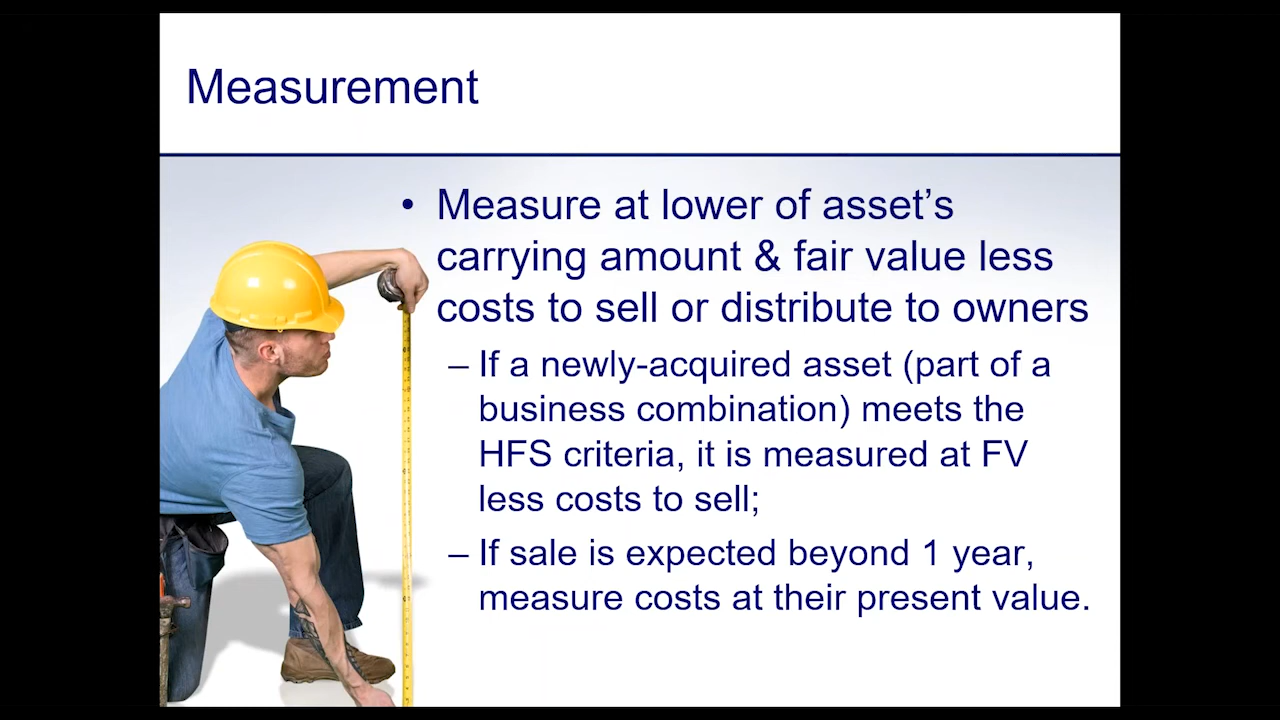 Measurement
• Measure at lower of asset’s
carrying amount & fair value less
costs to sell or distribute to owners
– If a newly-acquired asset (part of a
business combination) meets the
HFS criteria, it is measured at FV
less costs to sell;
– If sale is expected beyond 1 year,
measure costs at their present value.